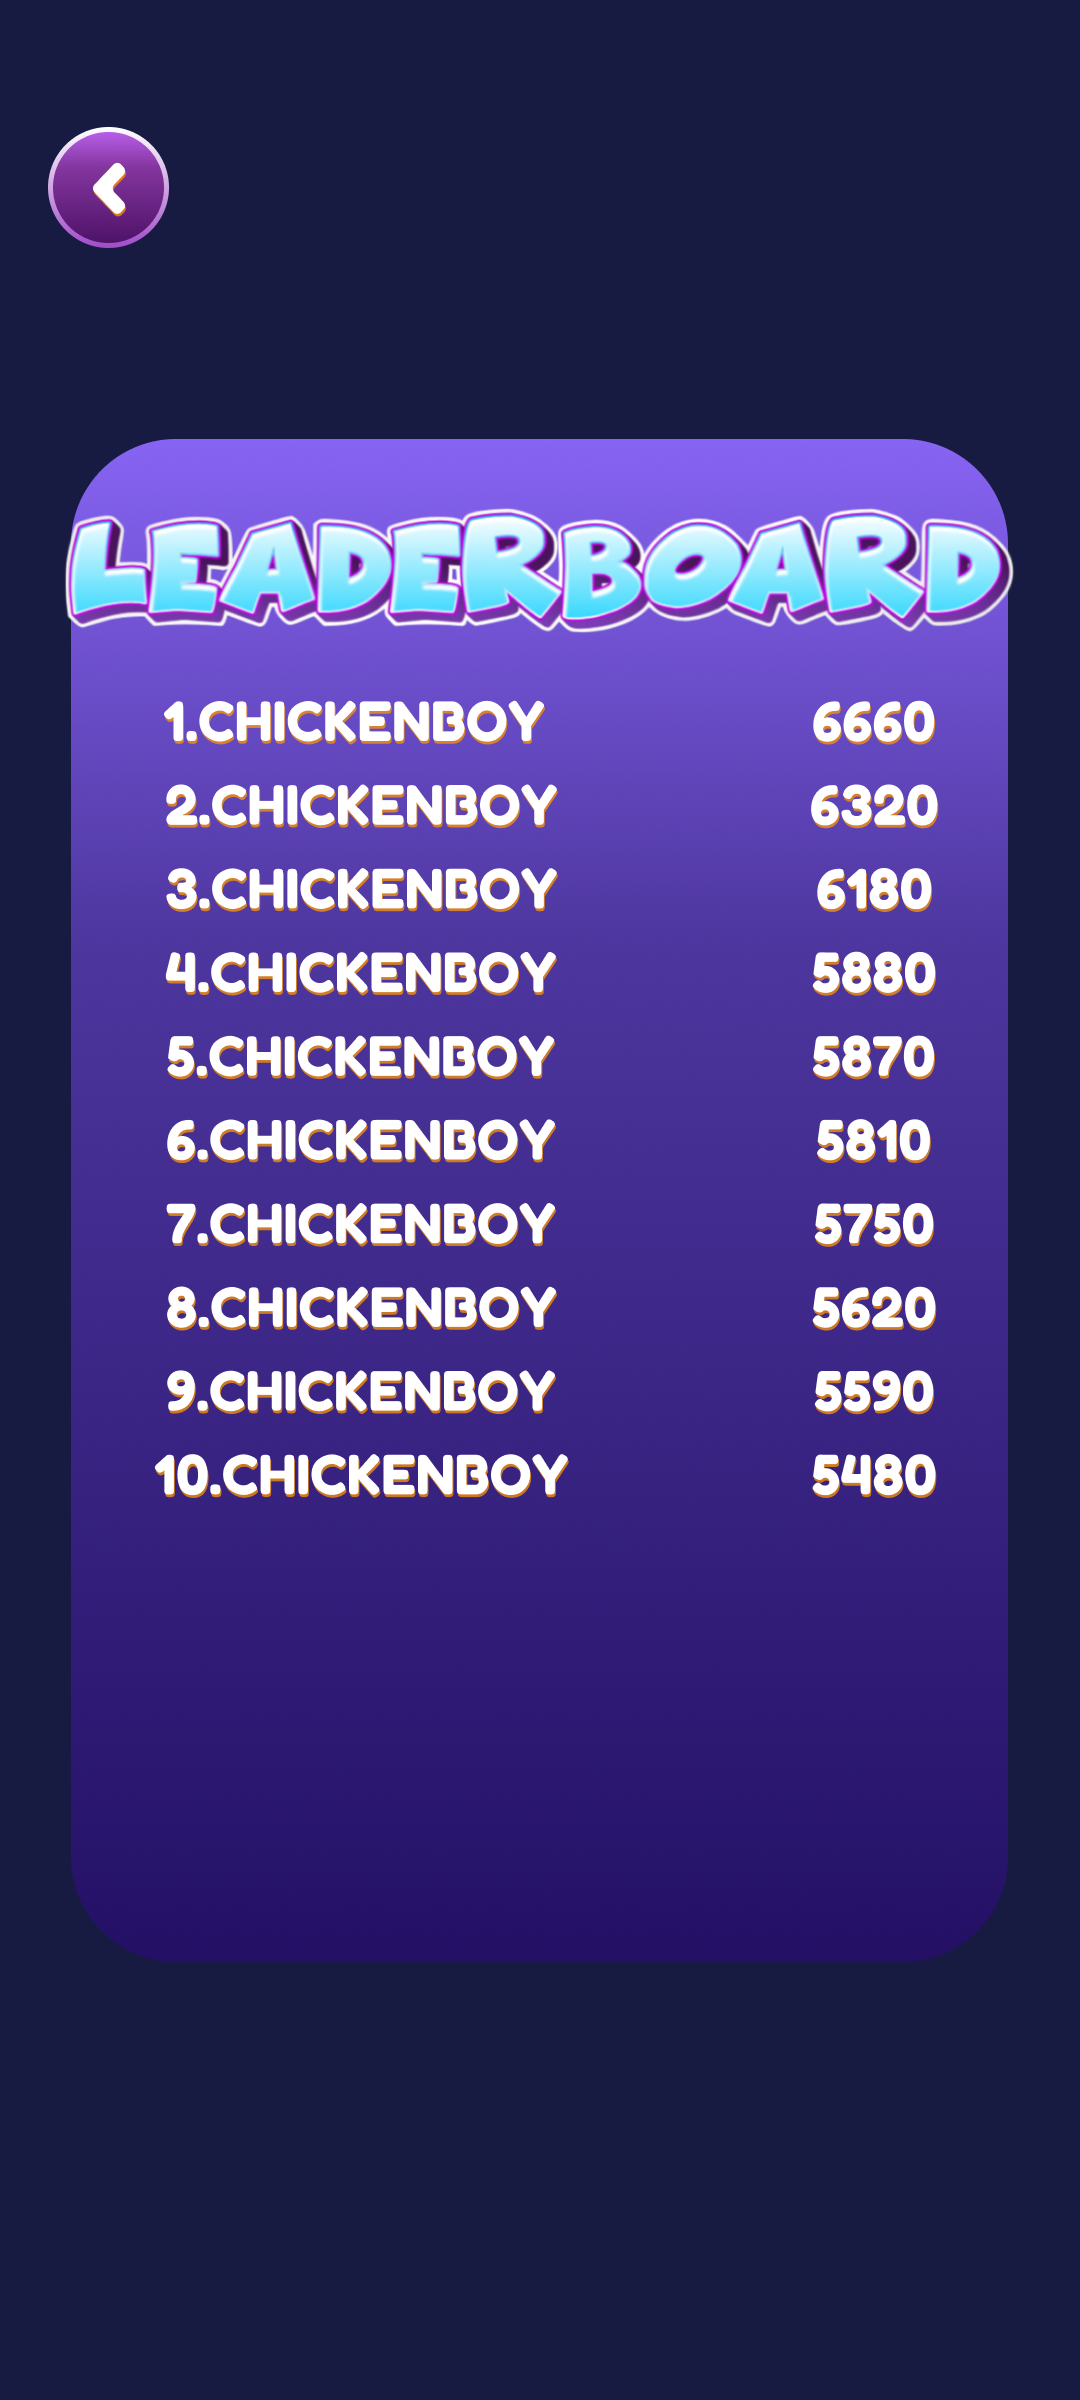 LEADERBOARD
1.CHICKENBOY 6660
2.CHICKENBOY 6320
3.CHICKENBOY 6180
4.CHICKENBOY 5880
5.CHICKENBOY 5870
6.CHICKENBOY 5810
7.CHICKENBOY 5750
8.CHICKENBOY 5620
9.CHICKENBOY 5590
10.CHICKENBOY 5480